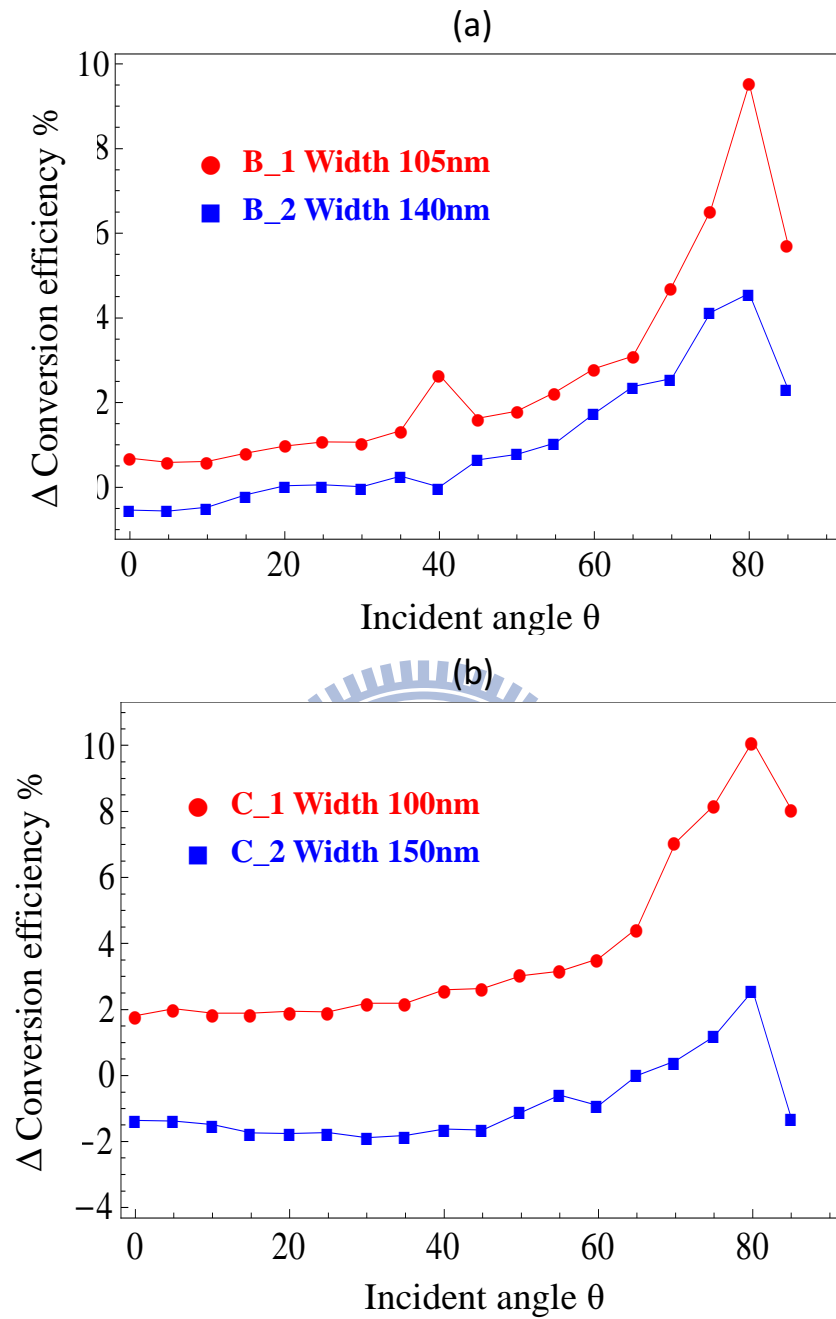 (a)
10
8
6
4
2
0
Δ Conversion efficiency %
B_1 Width 105nm
B_2 Width 140nm
0 20 40 60 80
Incident angle θ
(b)
10
8
6
4
2
0
−2
−4
Δ Conversion efficiency %
C_1 Width 100nm
C_2 Width 150nm
0 20 40 60 80
Incident angle θ